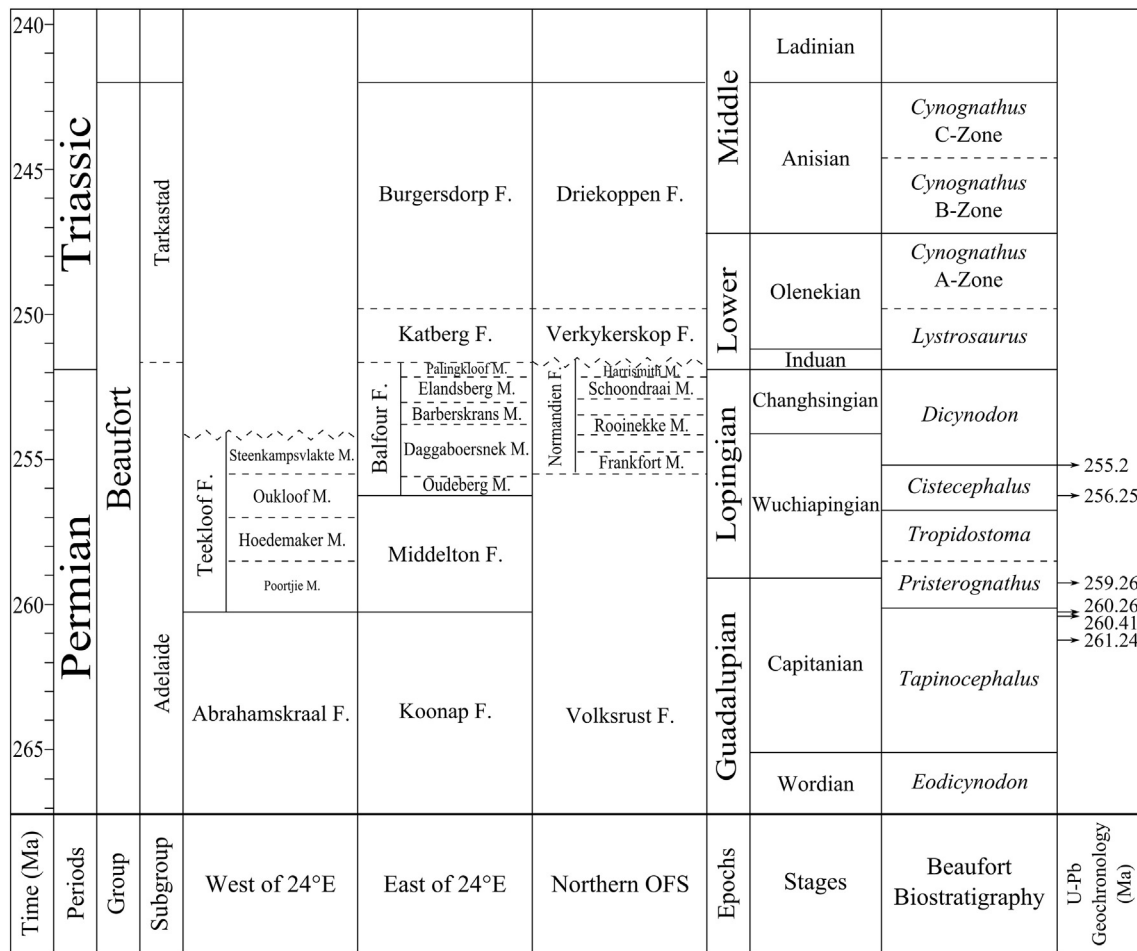 240
245
250
255
260
265
Triassic
Permian
Beaufort
Tarkastad
Adelaide
Teekloof F.
Steenkampsvlakte M.
Oukloof M.
Hoedemaker M.
Poortjie M.
Abrahamskraal F.
Burgersdorp F.
Katberg F.
Balfour F.
Palingkloof M.
Elandsberg M.
Barberskrans M.
Daggaboersnek M.
Oudeberg M.
Middelton F.
Koonap F.
Driekoppen F.
Verkykerskop F.
Normandien F.
Harrismith M.
Schoondraai M.
Rooinekke M.
Frankfort M.
Volksrust F.
Middle
Lower
Lopingian
Guadalupian
Ladinian
Anisian
Olenekian
Induan
Changhsingian
Wuchiapingian
Capitanian
Wordian
Cynognathus
C-Zone
Cynognathus
B-Zone
Cynognathus
A-Zone
Lystrosaurus
Dicynodon
Cistecephalus
Tropidostoma
Pristerognathus
Tapinocephalus
Eodicynodon
255.2
256.25
259.26
260.26
260.41
261.24
Time (Ma)
Periods
Group
Subgroup
West of 24°E
East of 24°E
Northern OFS
Epochs
Stages
Beaufort
Biostratigraphy
U-Pb
Geochronology
(Ma)